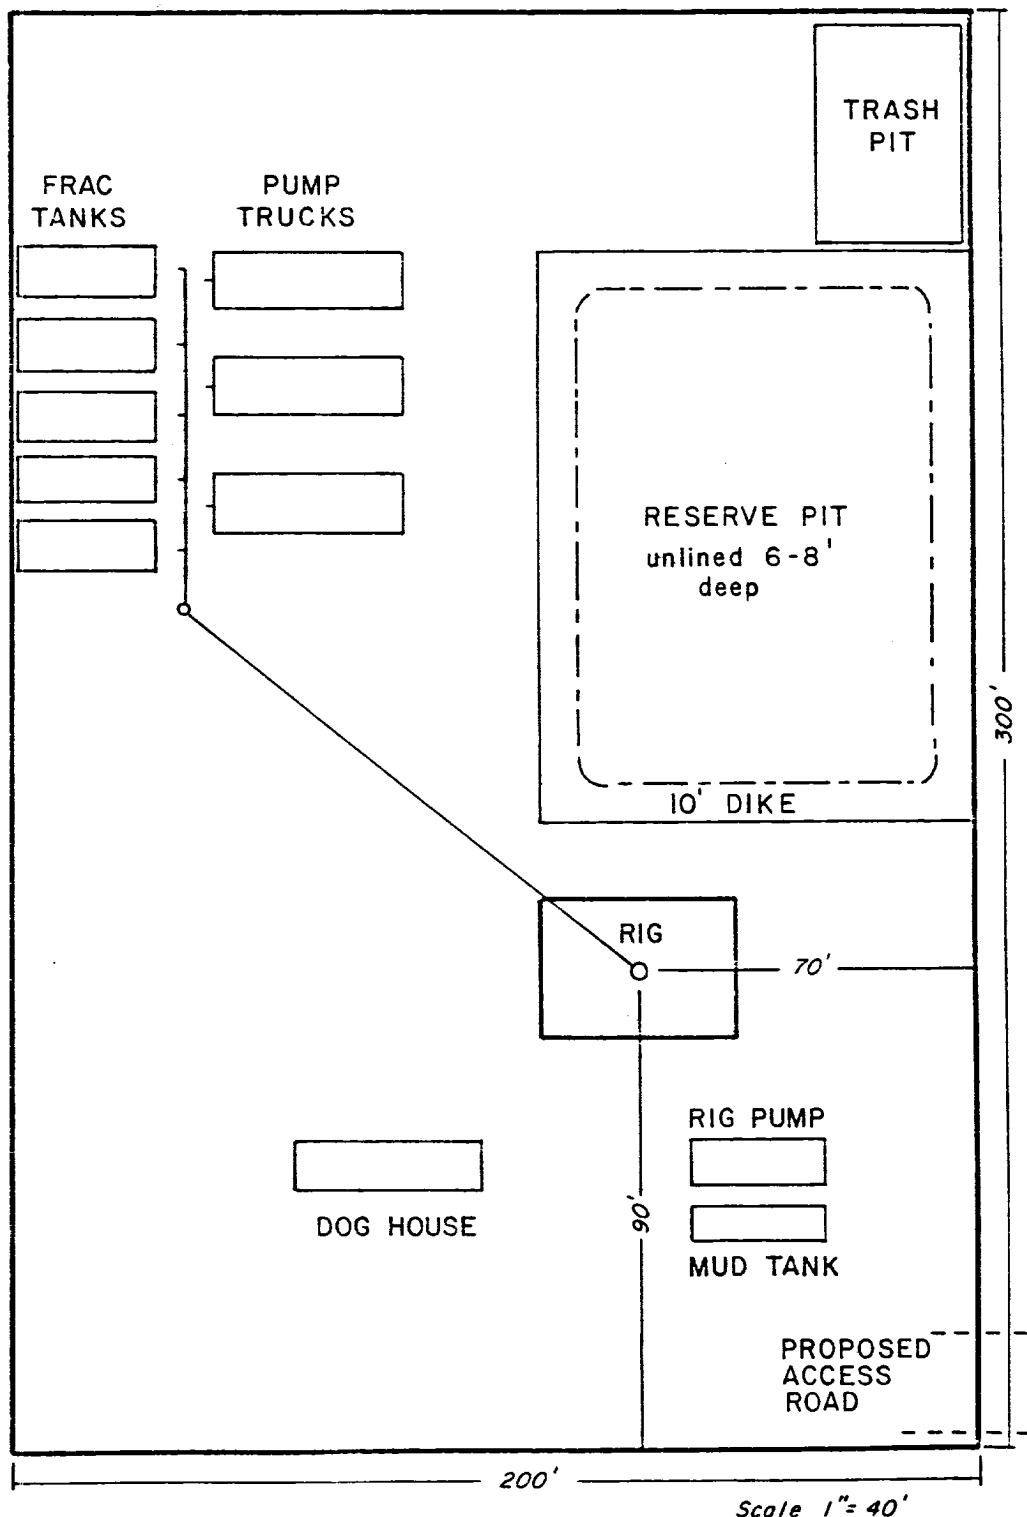 TRASH
PIT
FRAC
TANKS
PUMP
TRUCKS
RESERVE PIT
unlined 6-8'
deep
10' DIKE
300'
RIG
70'
RIG PUMP
90'
DOG HOUSE
MUD TANK
PROPOSED
ACCESS
ROAD
200'
Scale 1"= 40'